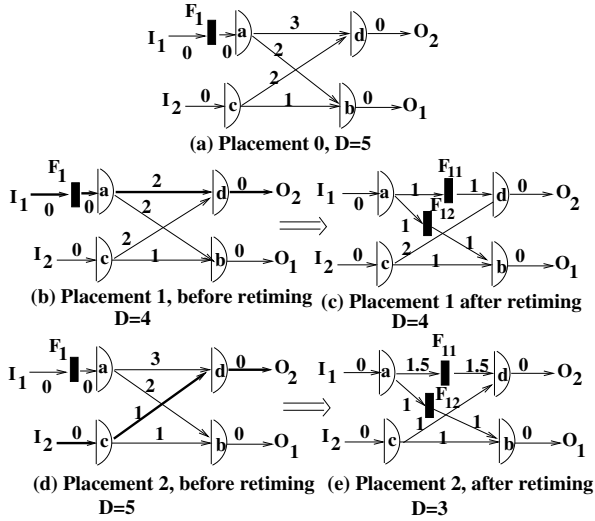 F1
I1 0 0 a 3 d 0 O2
2
2
I2 0 c 1 b 0 O1
(a) Placement 0, D=5
F1
I1 0 0 a 2 d 0 O2
2
2
I2 0 c 1 b 0 O1
(b) Placement 1, before retiming
D=4
F11
I1 0 a 1 1 d 0 O2
F12
1
2 1
I2 0 c 1 b 0 O1
(c) Placement 1 after retiming
D=4
F1
I1 0 0 a 3 d 0 O2
2
1
I2 0 c 1 b 0 O1
(d) Placement 2, before retiming
D=5
F11
I1 0 a 1.5 1.5 d 0 O2
F12
1
1 1
I2 0 c 1 b 0 O1
(e) Placement 2, after retiming
D=3